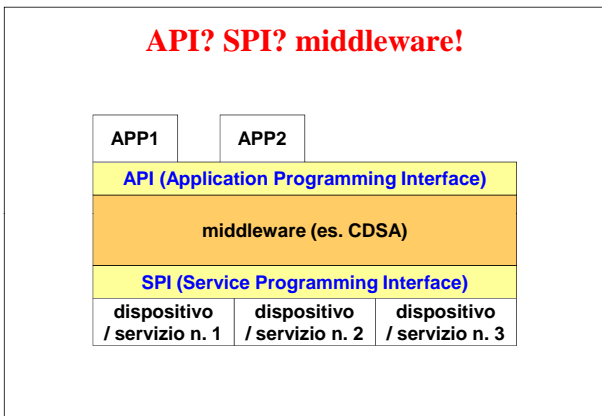 API? SPI? middleware!
APP1
APP2
API (Application Programming Interface)
middleware (es. CDSA)
SPI (Service Programming Interface)
dispositivo
/ servizio n. 1
dispositivo
/ servizio n. 2
dispositivo
/ servizio n. 3